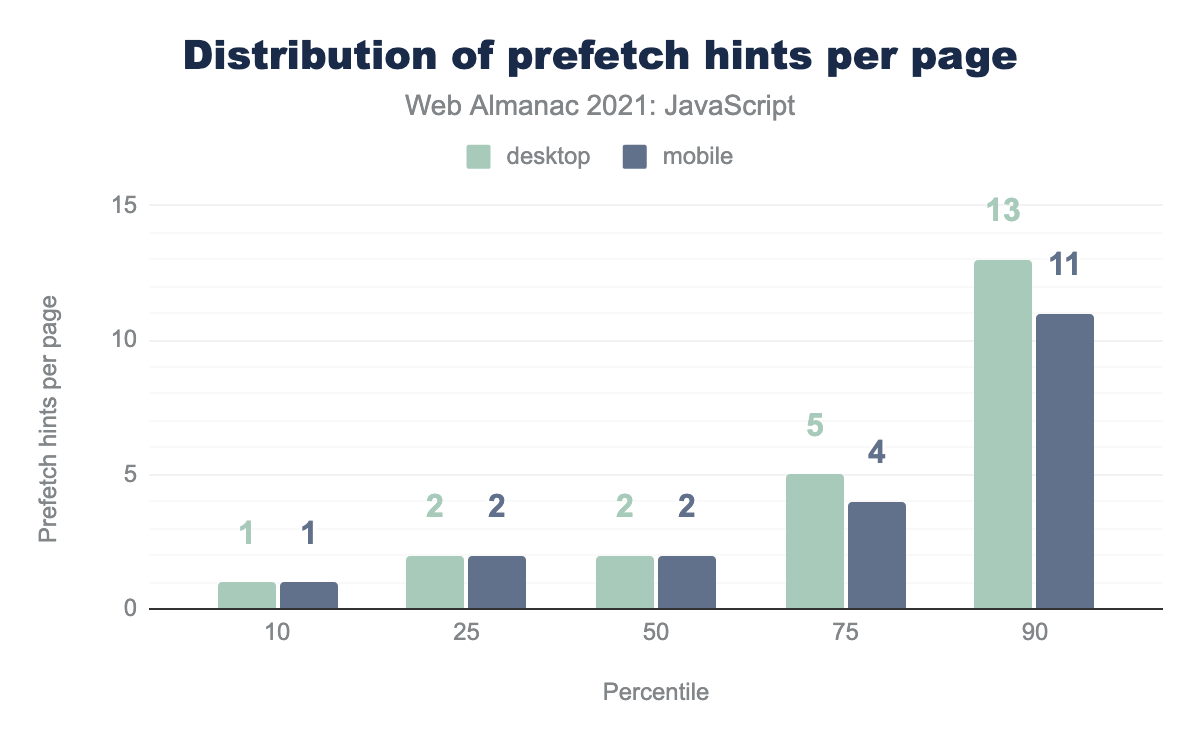 Distribution of prefetch hints per page
Web Almanac 2021: JavaScript
desktop mobile
Prefetch hints per page
15
10
5
0
1 1
2 2
2 2
5 4
13 11
10 25 50 75 90
Percentile